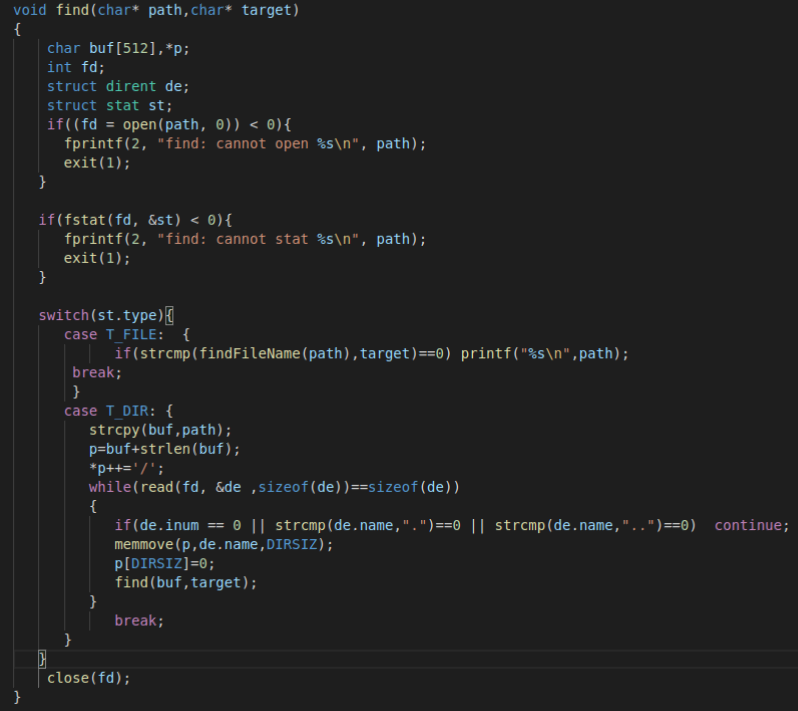 void find(char* path,char* target)
{
char buf[512],*p;
int fd;
struct dirent de;
struct stat st;
if((fd = open(path, 0)) < 0){
fprintf(2, "find: cannot open %s\n", path);
exit(1);
}
if(fstat(fd, &st) < 0){
fprintf(2, "find: cannot stat %s\n", path);
exit(1);
}
switch(st.type){
case T_FILE:  {
if(strcmp(findFileName(path),target)==0) printf("%s\n",path);
break;
}
case T_DIR: {
strcpy(buf,path);
p=buf+strlen(buf);
*p++='/';
while(read(fd, &de ,sizeof(de))==sizeof(de))
{
if(de.inum == 0 || strcmp(de.name,".")==0 || strcmp(de.name,"..")==0)  continue;
memmove(p,de.name,DIRSIZ);
p[DIRSIZ]=0;
find(buf,target);
}
break;
}
}
close(fd);
}